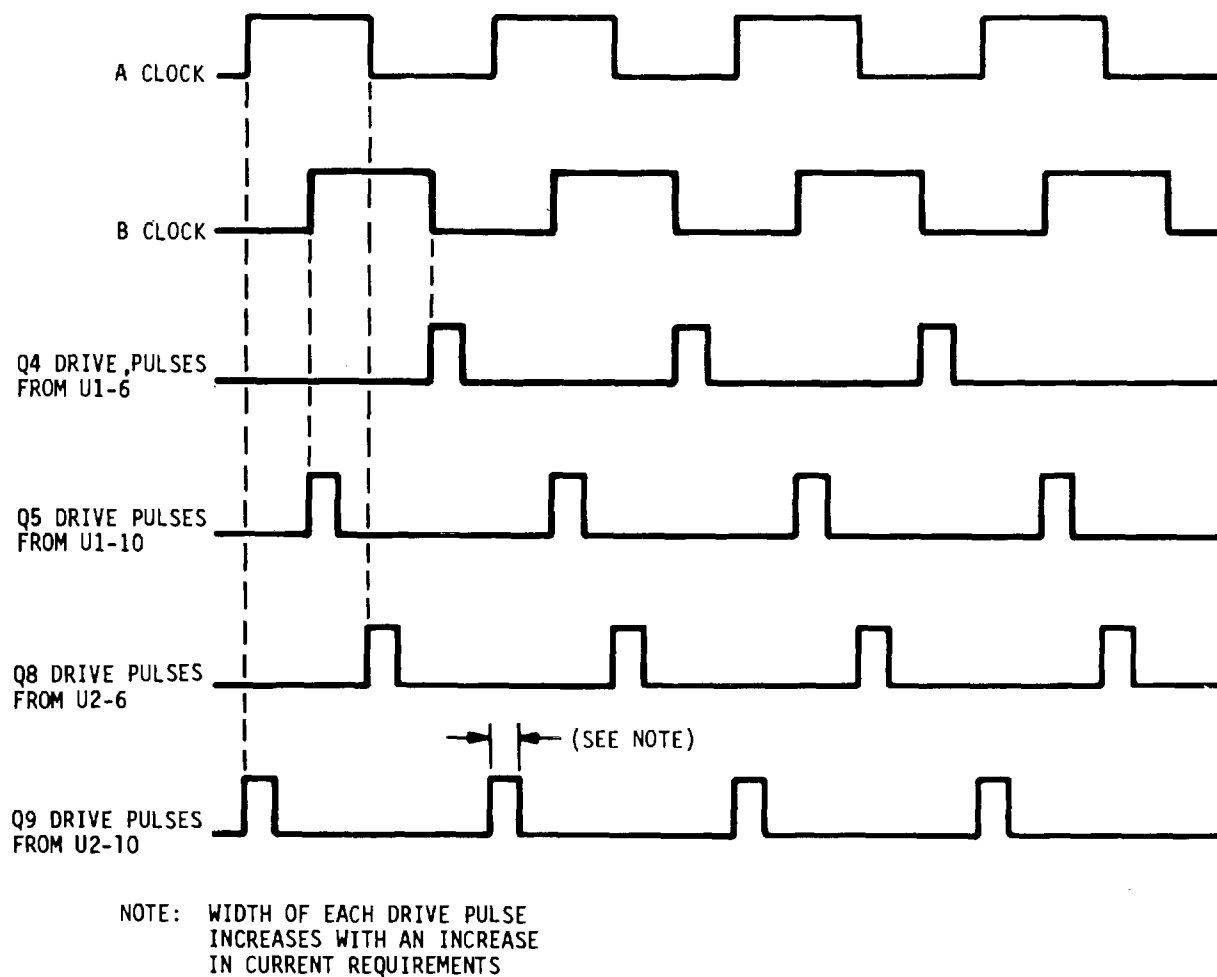 A CLOCK
B CLOCK
Q4 DRIVE PULSES
FROM U1-6
Q5 DRIVE PULSES
FROM U1-10
Q8 DRIVE PULSES
FROM U2-6
(SEE NOTE)
Q9 DRIVE PULSES
FROM U2-10
NOTE: WIDTH OF EACH DRIVE PULSE
INCREASES WITH AN INCREASE
IN CURRENT REQUIREMENTS